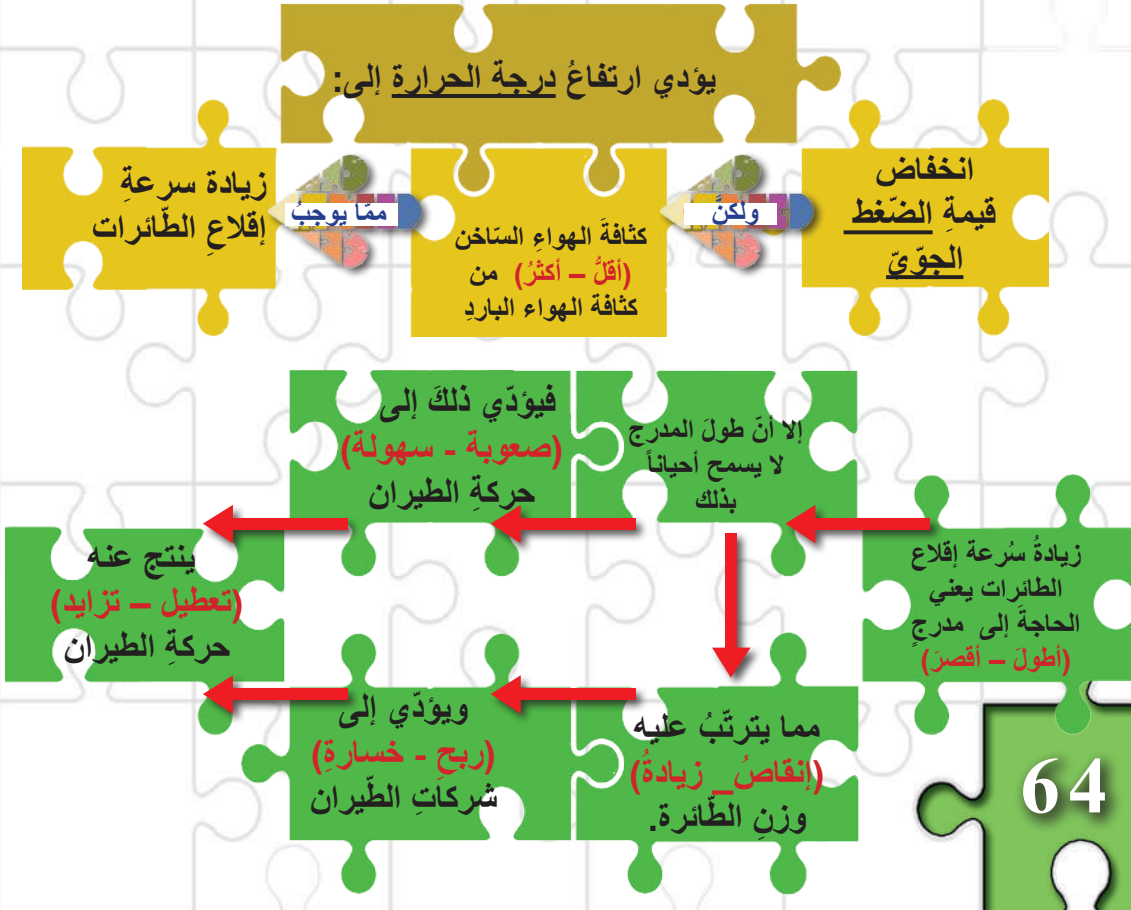 يؤدي ارتفاعُ درجةِ الحرارةِ إلى:
انخفاض
قيمةِ الضّغط
الجوّيّ
ولكنَّ
كثافةَ الهواءِ السّاخن
(أقلُّ – أكثرُ) من
كثافة الهواء الباردِ
ممّا يوجبُ
زيادة سرعةِ
إقلاعِ الطّائرات
زيادةُ سُرعة إقلاع
الطائرات يعني
الحاجةَ إلى مدرجٍ
(أطولَ – أقصرَ)
إلا أنّ طولَ المدرج
لا يسمح أحياناً
بذلك
فيؤدّي ذلكَ إلى
(صعوبة - سهولة)
حركةِ الطيران
ينتج عنه
(تعطيل – تزايد)
حركةِ الطيران
مما يترتّبُ عليه
(إنقاصُ_ زيادةُ)
وزنِ الطّائرة.
ويؤدّي إلى
(ربحَ - خسارةِ)
شركاتِ الطّيران
64